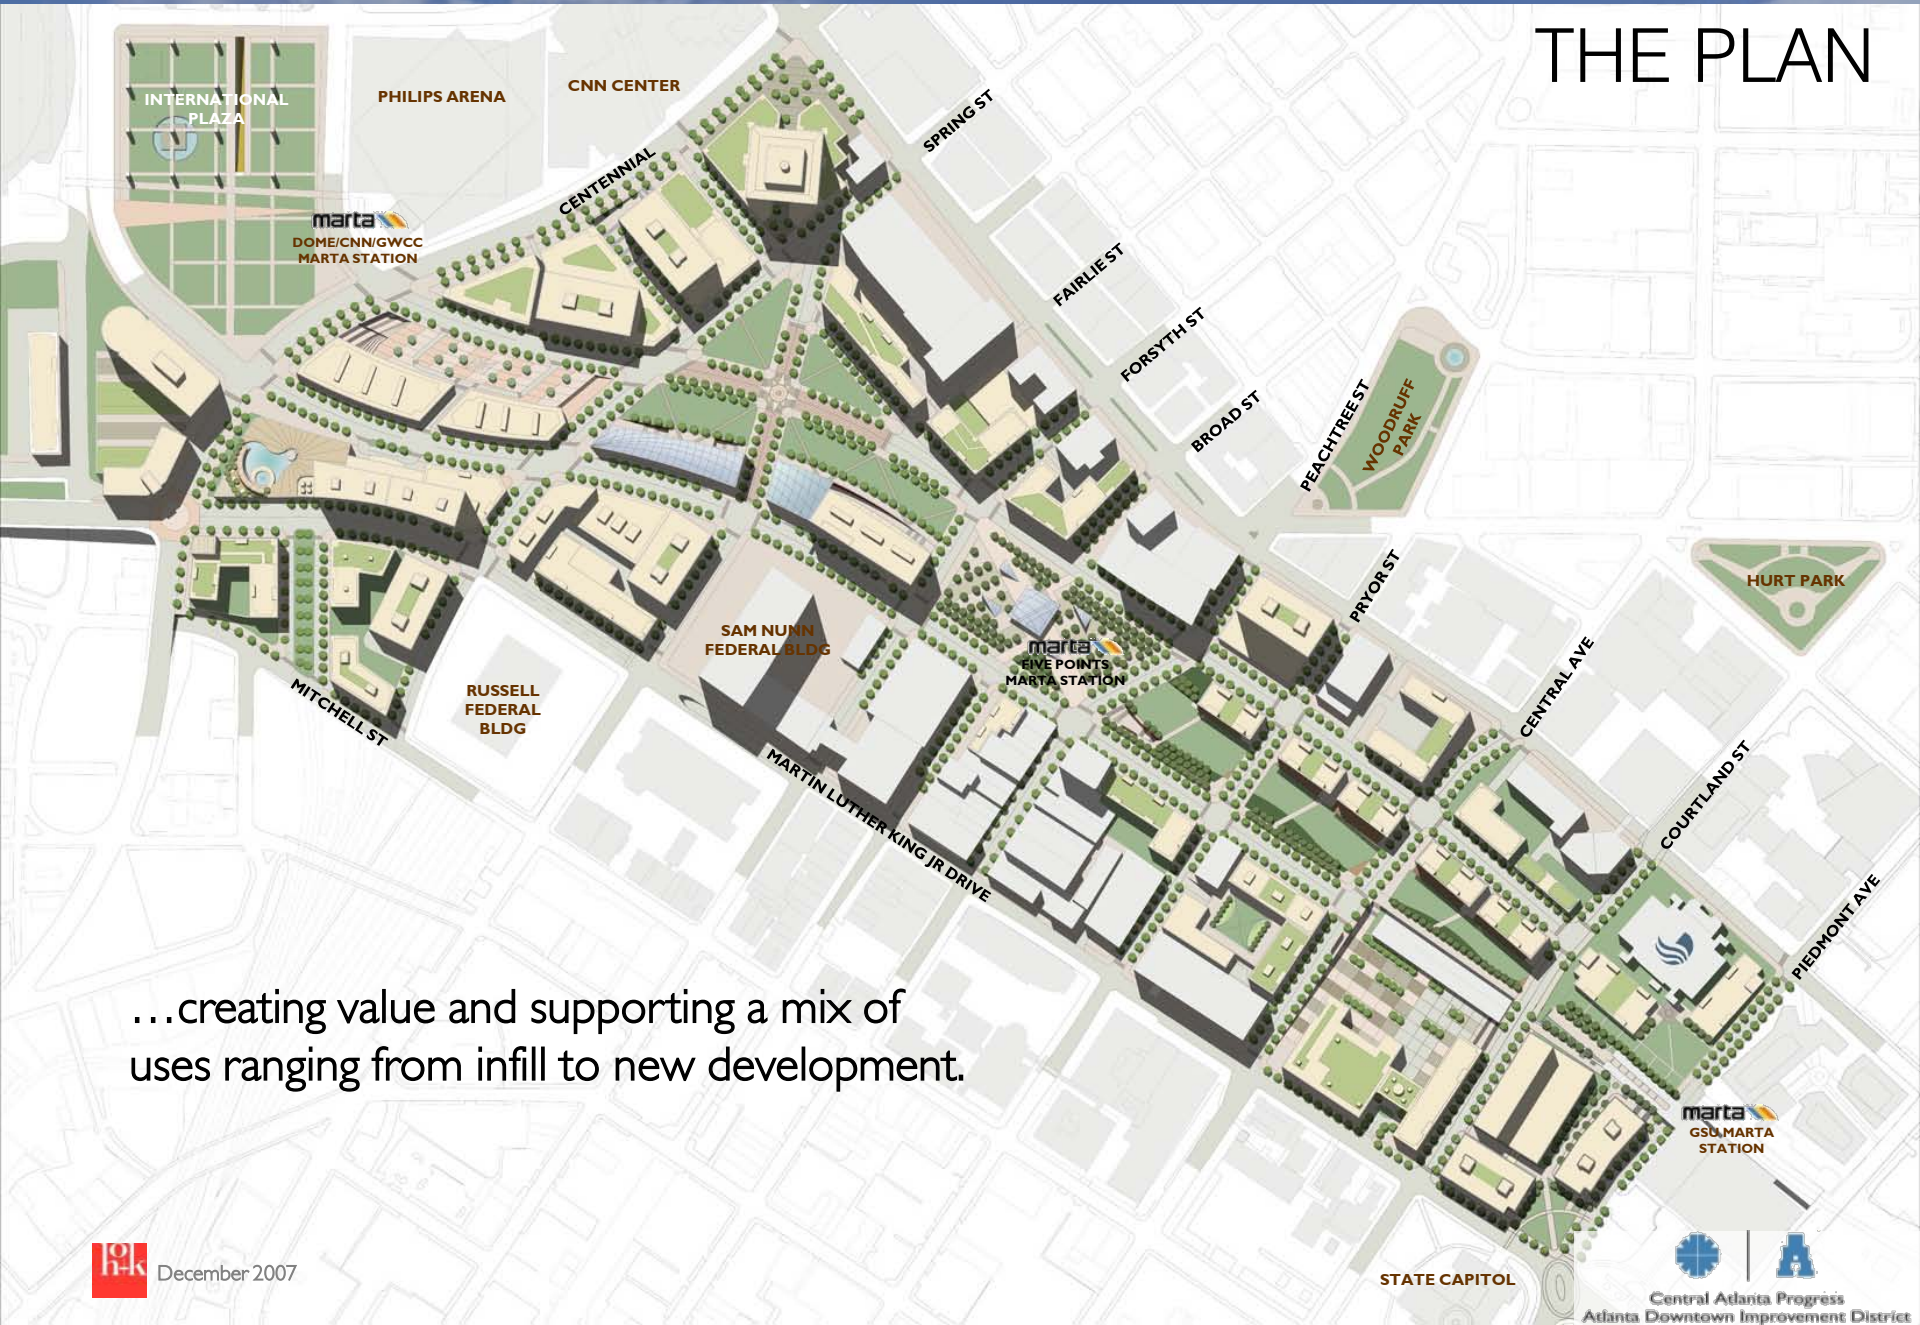 THE PLAN
INTERNATIONAL
PLAZA
PHILIPS ARENA
CNN CENTER
SPRING ST
CENTENNIAL
marta
DOME/CNN/GWCC
MARTA STATION
FAIRLIE ST
FORSYTH ST
BROAD ST
PEACHTREE ST
WOODRUFF
PARK
HURT PARK
PRYOR ST
SAM NUNN
FEDERAL BLDG
marta
FIVE POINTS
MARTA STATION
CENTRAL AVE
RUSSELL
FEDERAL
BLDG
MITCHELL ST
COURTLAND ST
MARTIN LUTHER KING JR DRIVE
PIEDMONT AVE
…creating value and supporting a mix of
uses ranging from infill to new development.
marta
GSU MARTA
STATION
hok
December 2007
STATE CAPITOL
Central Atlanta Progress
Atlanta Downtown Improvement District